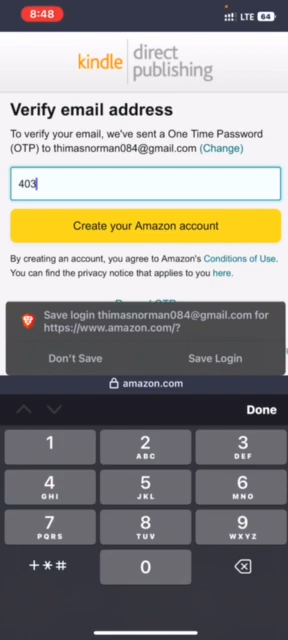 8:48
LTE 64
kindle direct publishing
Verify email address
To verify your email, we've sent a One Time Password
(OTP) to thimasnorman084@gmail.com (Change)
403
Create your Amazon account
By creating an account, you agree to Amazon's Conditions of Use.
You can find the privacy notice that applies to you here.
Save login thimasnorman084@gmail.com for
https://www.amazon.com/?
Don't Save Save Login
amazon.com
Done
1 2 3
ABC DEF
4 5 6
GHI JKL MNO
7 8 9
PQRS TUV WXYZ
+*# 0